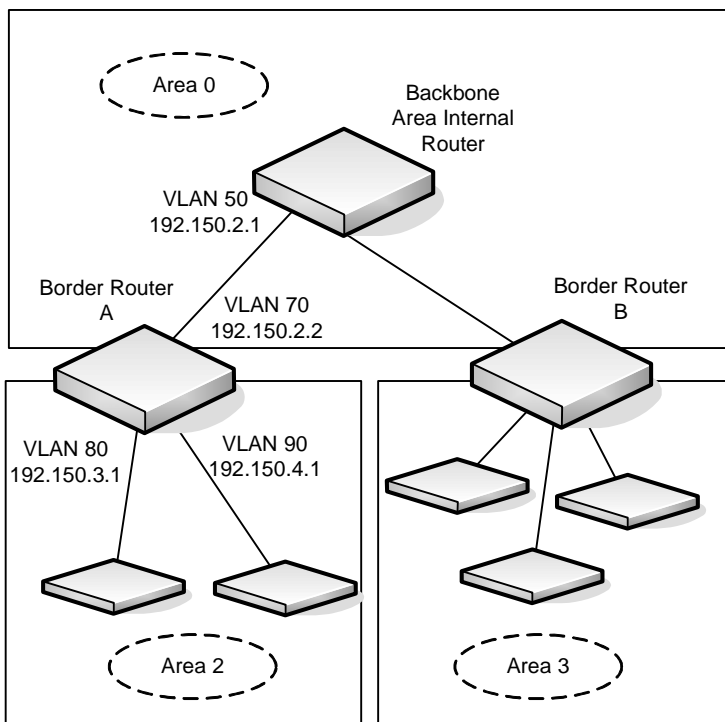 Area 0
Backbone
Area Internal
Router
VLAN 50
192.150.2.1
Border Router
A
VLAN 70
192.150.2.2
Border Router
B
VLAN 80
192.150.3.1
VLAN 90
192.150.4.1
Area 2
Area 3